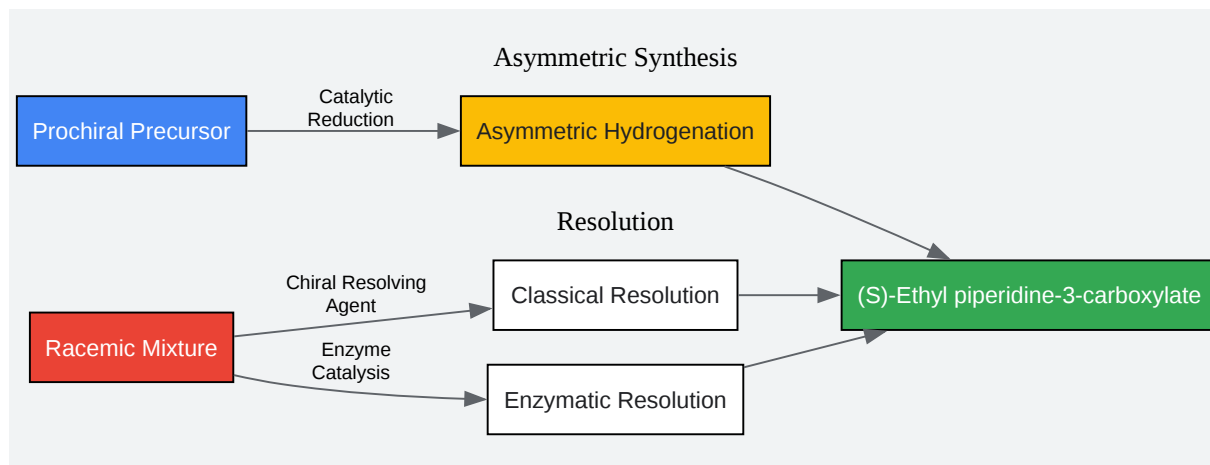 Asymmetric Synthesis
Prochiral Precursor
Catalytic
Reduction
Asymmetric Hydrogenation
Resolution
Racemic Mixture
Chiral Resolving
Agent
Classical Resolution
Enzyme
Catalysis
Enzymatic Resolution
(S)-Ethyl piperidine-3-carboxylate